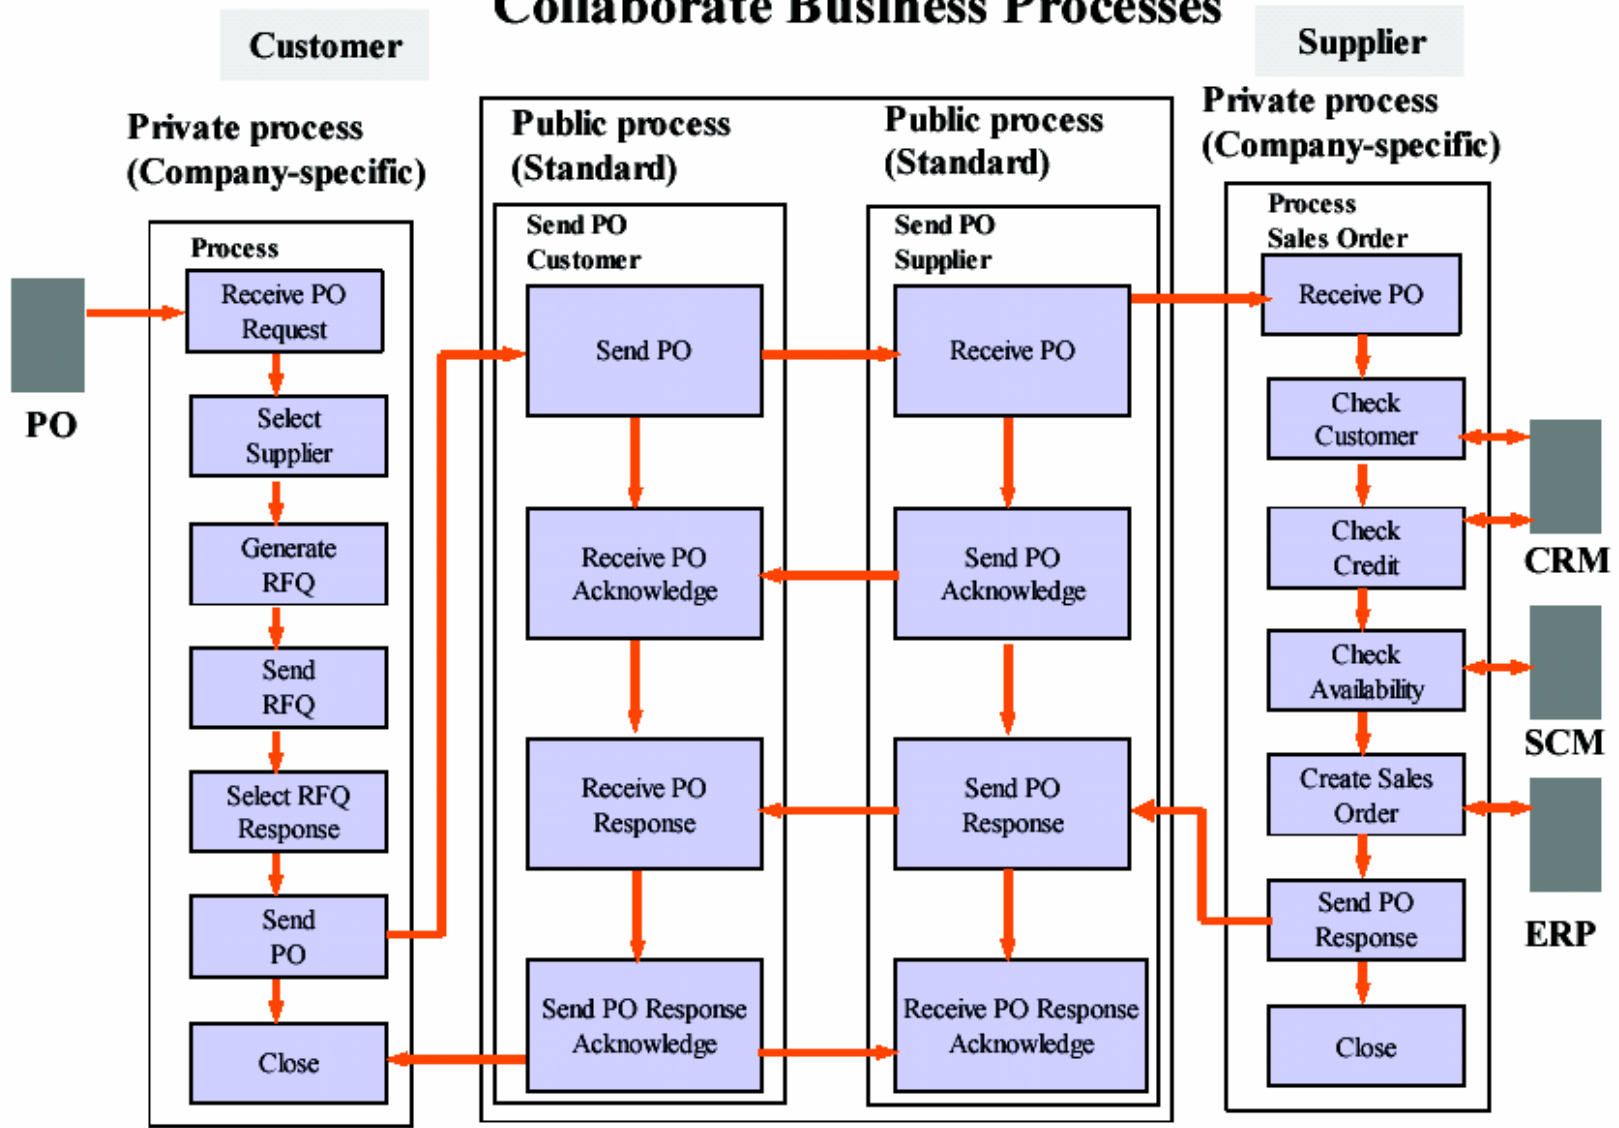 Collaborate Business Processes
Customer
Supplier
Private process
(Company-specific)
Public process
(Standard)
Public process
(Standard)
Private process
(Company-specific)
Process
Receive PO
Request
Select
Supplier
Generate
RFQ
Send
RFQ
Select RFQ
Response
Send
PO
Close
PO
Send PO
Customer
Send PO
Receive PO
Acknowledge
Receive PO
Response
Send PO Response
Acknowledge
Send PO
Supplier
Receive PO
Send PO
Acknowledge
Send PO
Response
Receive PO Response
Acknowledge
Process
Sales Order
Receive PO
Check
Customer
Check
Credit
Check
Availability
Create Sales
Order
Send PO
Response
Close
CRM
SCM
ERP